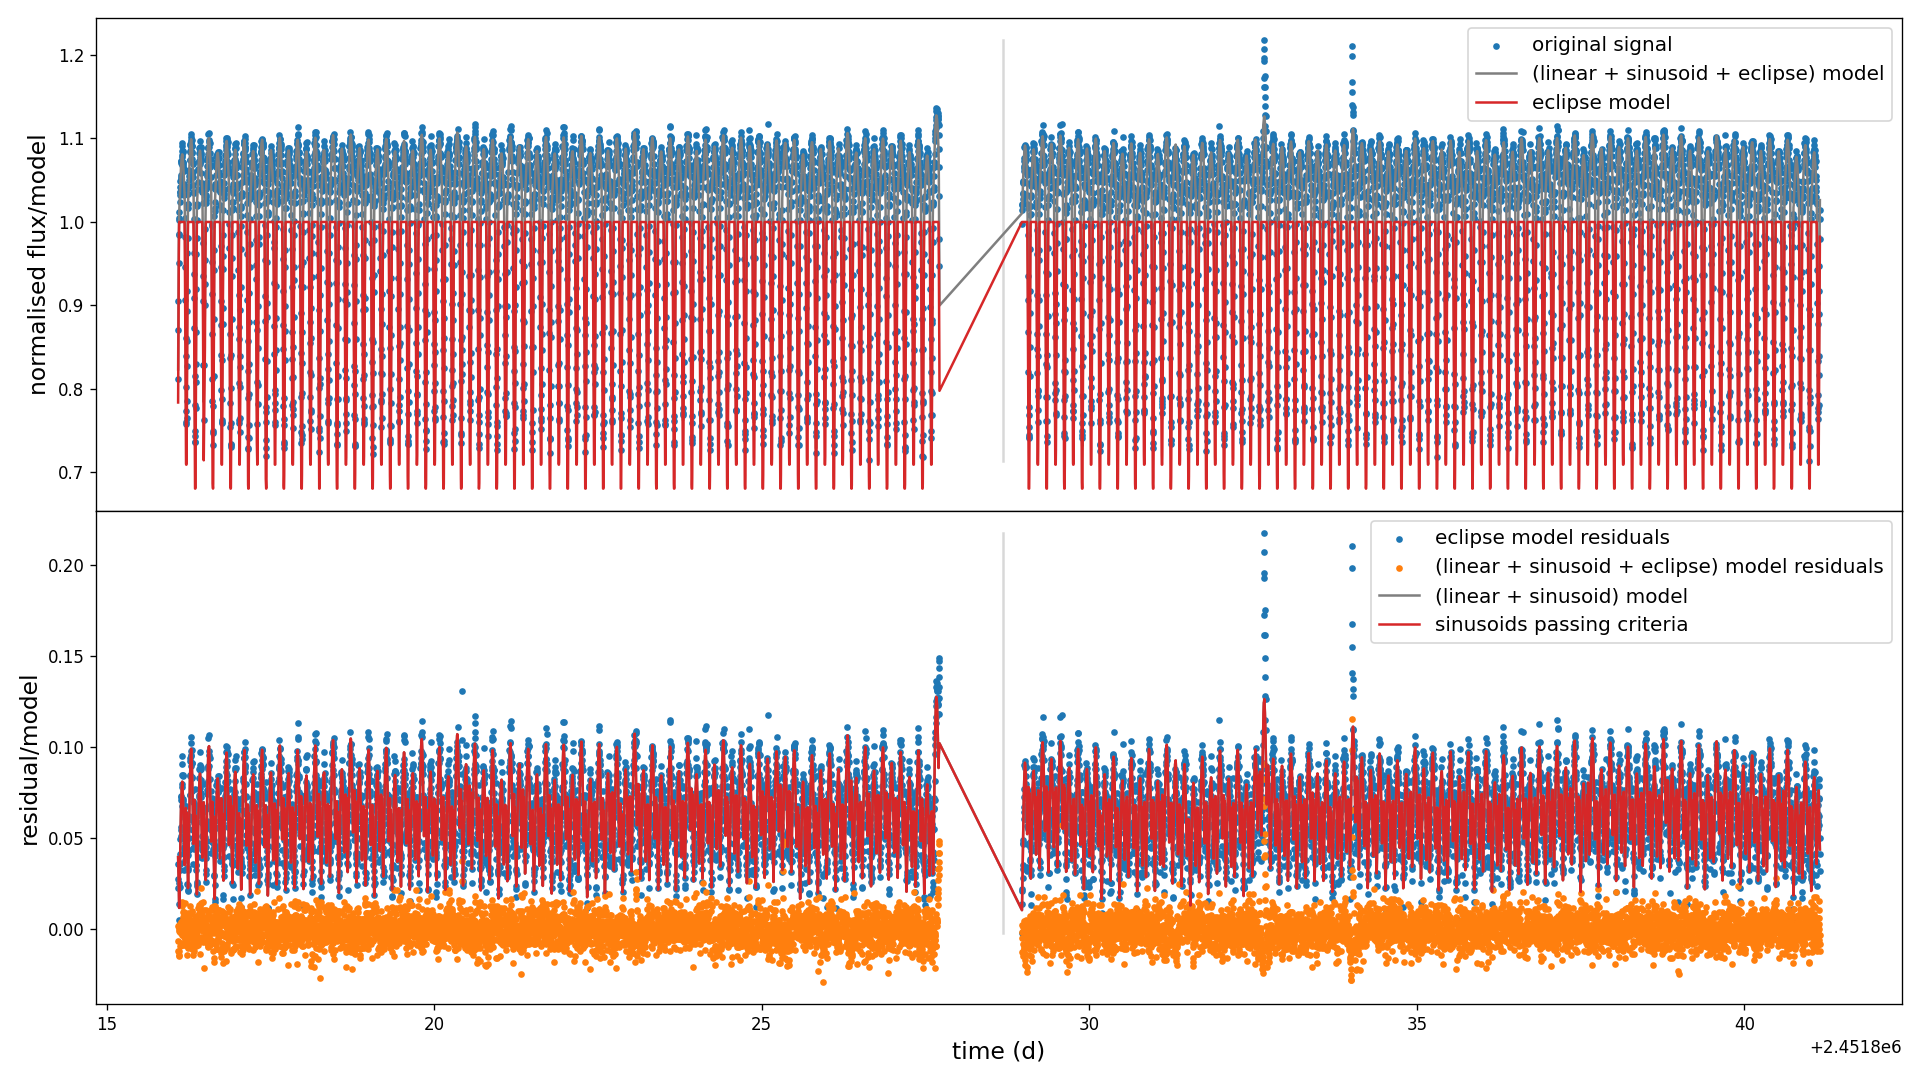 original signal
(linear + sinusoid + eclipse) model
eclipse model
1.2
1.1
1.0
0.9
0.8
0.7
normalised flux/model
eclipse model residuals
(linear + sinusoid + eclipse) model residuals
(linear + sinusoid) model
sinusoids passing criteria
0.20
0.15
0.10
0.05
0.00
residual/model
15
20
25
30
35
40
+2.4518e6
time (d)